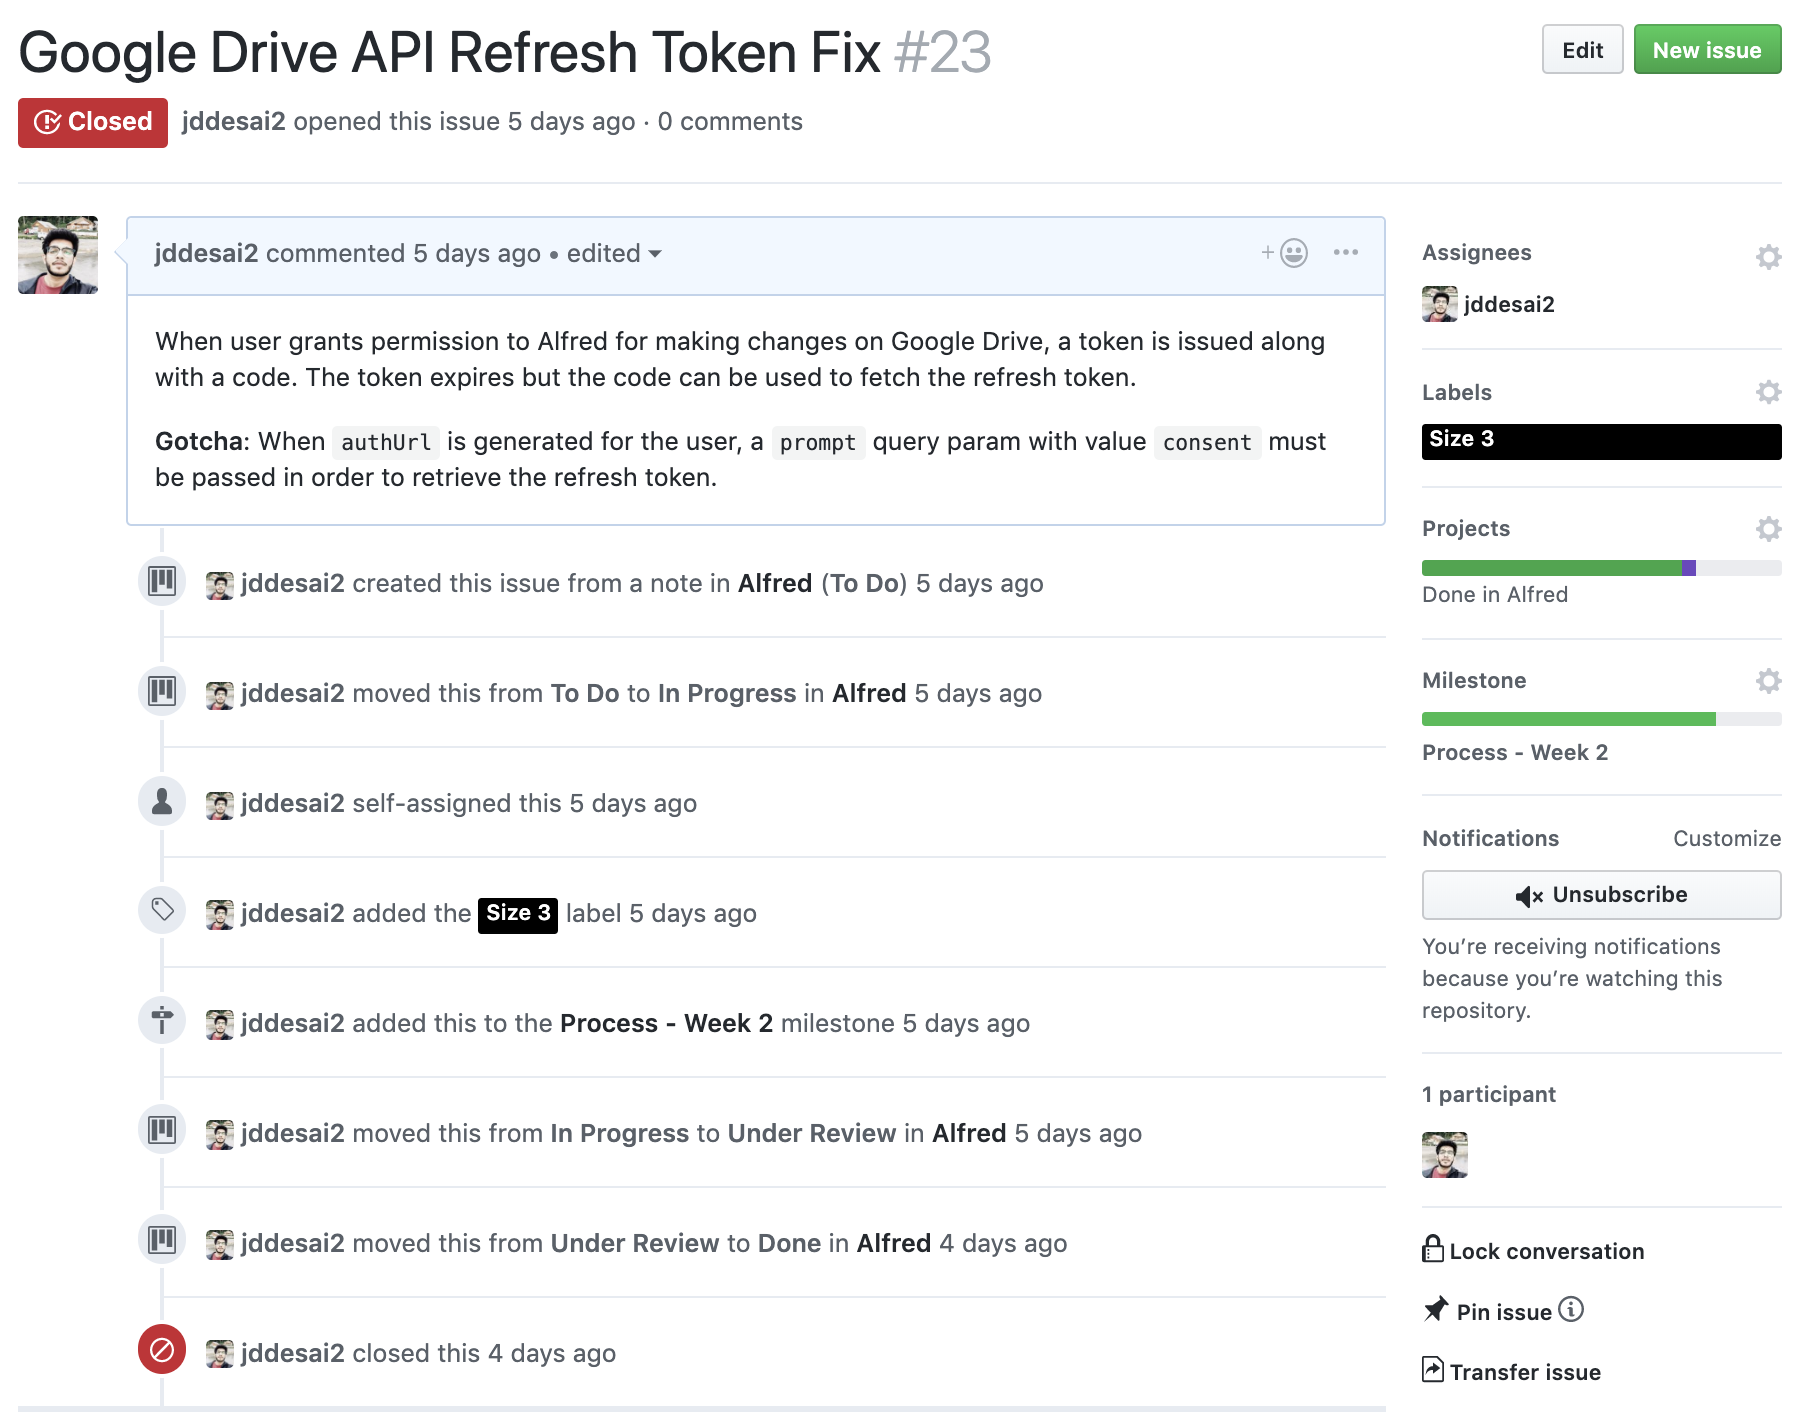 Google Drive API Refresh Token Fix #23
Edit
New issue
Closed
jddesai2 opened this issue 5 days ago · 0 comments
jddesai2 commented 5 days ago • edited
When user grants permission to Alfred for making changes on Google Drive, a token is issued along
with a code. The token expires but the code can be used to fetch the refresh token.
Gotcha: When authUrl is generated for the user, a prompt query param with value consent must
be passed in order to retrieve the refresh token.
jddesai2 created this issue from a note in Alfred (To Do) 5 days ago
jddesai2 moved this from To Do to In Progress in Alfred 5 days ago
jddesai2 self-assigned this 5 days ago
jddesai2 added the Size 3 label 5 days ago
jddesai2 added this to the Process - Week 2 milestone 5 days ago
jddesai2 moved this from In Progress to Under Review in Alfred 5 days ago
jddesai2 moved this from Under Review to Done in Alfred 4 days ago
jddesai2 closed this 4 days ago
Assignees
jddesai2
Labels
Size 3
Projects
Done in Alfred
Milestone
Process - Week 2
Notifications
Customize
Unsubscribe
You’re receiving notifications
because you’re watching this
repository.
1 participant
Lock conversation
Pin issue
Transfer issue